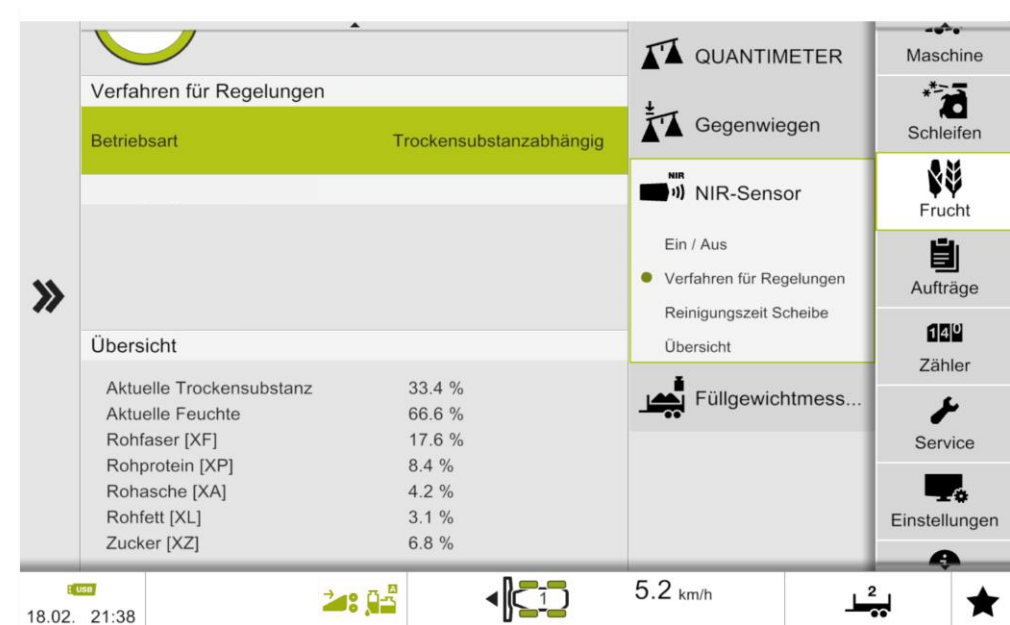 Verfahren für Regelungen
Betriebsart Trockensubstanzabhängig
Übersicht
Aktuelle Trockensubstanz 33.4 %
Aktuelle Feuchte 66.6 %
Rohfaser [XF] 17.6 %
Rohprotein [XP] 8.4 %
Rohasche [XA] 4.2 %
Rohfett [XL] 3.1 %
Zucker [XZ] 6.8 %
QUANTIMETER
Gegenwiegen
NIR
NIR-Sensor
Ein / Aus
Verfahren für Regelungen
Reinigungszeit Scheibe
Übersicht
Füllgewichtmess...
Maschine
Schleifen
Frucht
Aufträge
140
Zähler
Service
Einstellungen
USB
18.02. 21:38
A
1
5.2 km/h
2